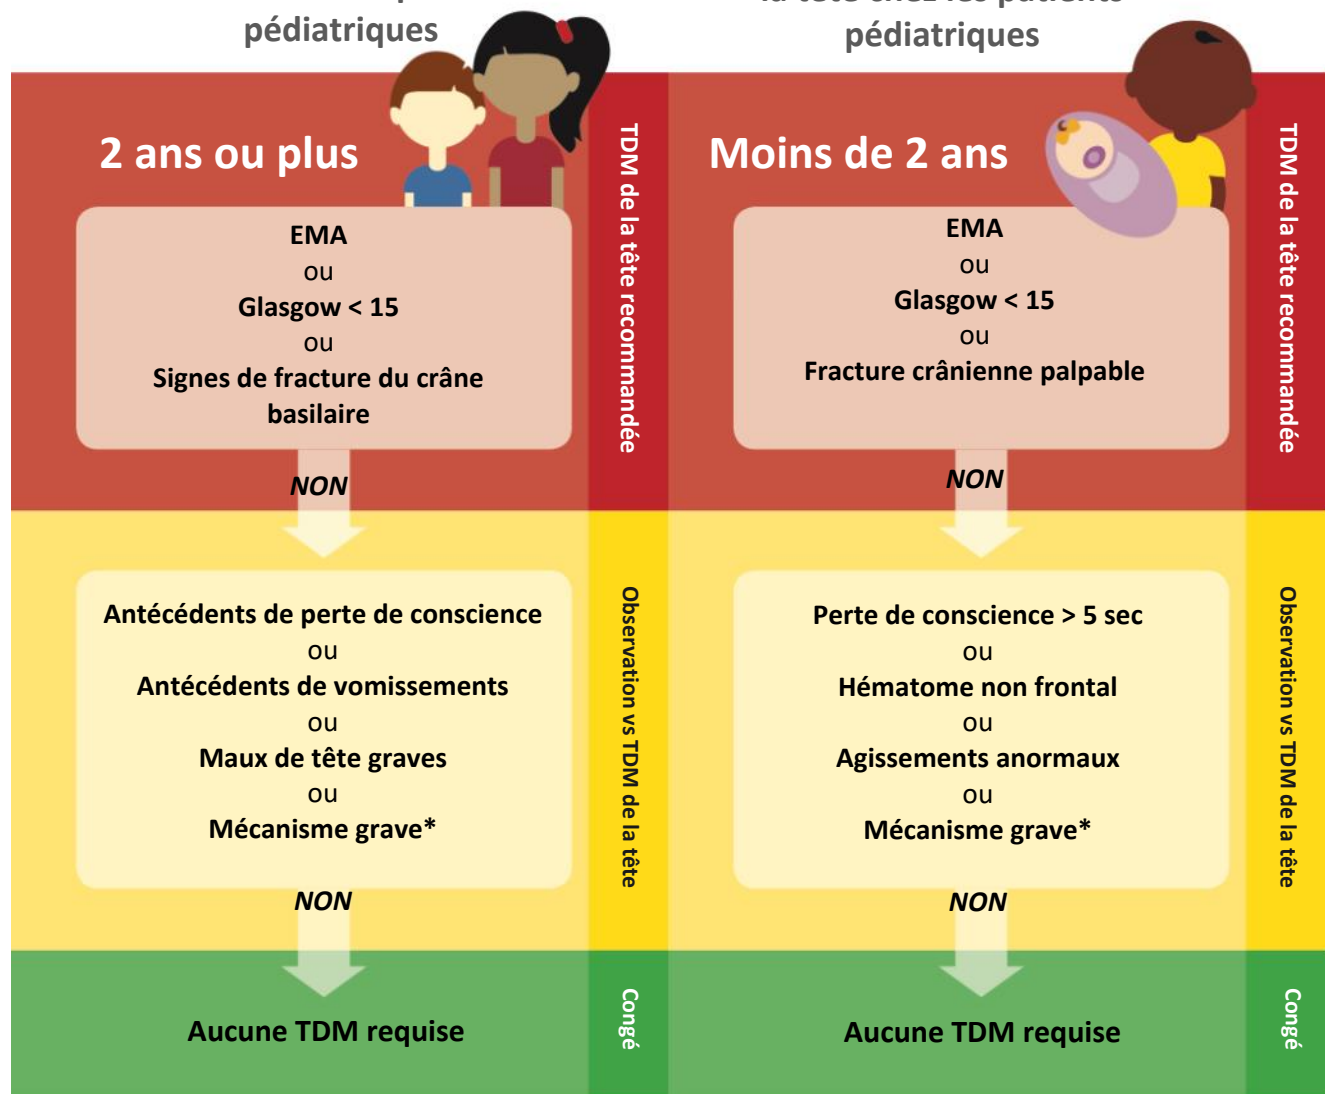 pédiatriques
la tête chez les patients
pédiatriques
2 ans ou plus
EMA
ou
Glasgow < 15
ou
Signes de fracture du crâne
basilaire
NON
TDM de la tête recommandée
Antécédents de perte de conscience
ou
Antécédents de vomissements
ou
Maux de tête graves
ou
Mécanisme grave*
NON
Observation vs TDM de la tête
Aucune TDM requise
Congé
Moins de 2 ans
EMA
ou
Glasgow < 15
ou
Fracture crânienne palpable
NON
TDM de la tête recommandée
Perte de conscience > 5 sec
ou
Hématome non frontal
ou
Agissements anormaux
ou
Mécanisme grave*
NON
Observation vs TDM de la tête
Aucune TDM requise
Congé